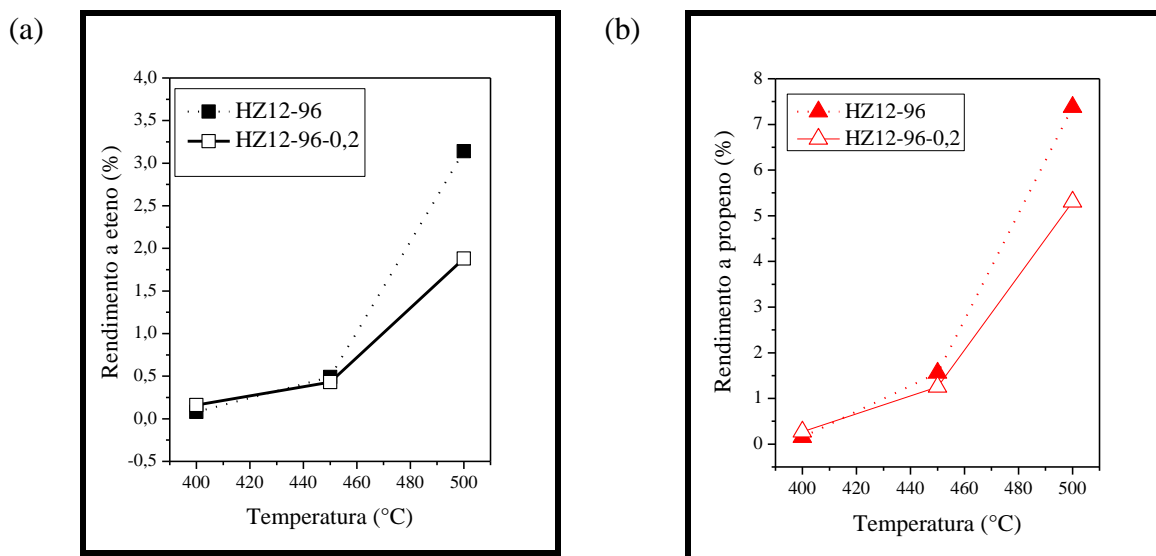 (a)
4,0
3,5
3,0
2,5
2,0
1,5
1,0
0,5
0,0
-0,5
Rendimento a eteno (%)
HZ12-96
HZ12-96-0,2
400 420 440 460 480 500
Temperatura (°C)
(b)
8
7
6
5
4
3
2
1
0
Rendimento a propeno (%)
HZ12-96
HZ12-96-0,2
400 420 440 460 480 500
Temperatura (°C)